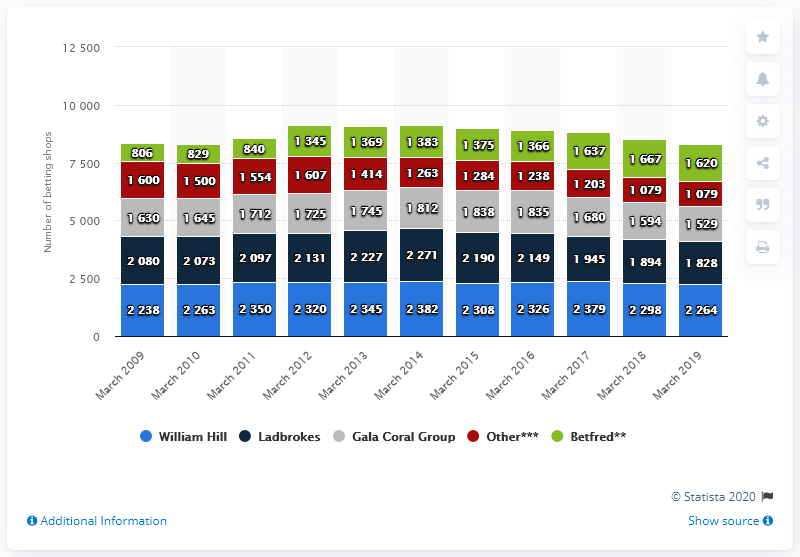 Number of betting shops
12 500
10 000
7 500
5 000
2 500
0
806 829 840 1 345 1 369 1 383 1 375 1 366 1 637 1 667 1 620
1 600 1 500 1 554 1 607 1 414 1 263 1 284 1 238 1 203 1 079 1 079
1 630 1 645 1 712 1 725 1 745 1 812 1 838 1 835 1 680 1 594 1 529
2 080 2 073 2 097 2 131 2 227 2 271 2 190 2 149 1 945 1 894 1 828
2 238 2 263 2 350 2 320 2 345 2 382 2 308 2 326 2 379 2 298 2 264
March 2009 March 2010 March 2011 March 2012 March 2013 March 2014 March 2015 March 2016 March 2017 March 2018 March 2019
William Hill Ladbrokes Gala Coral Group Other*** Betfred**
© Statista 2020
Additional Information Show source